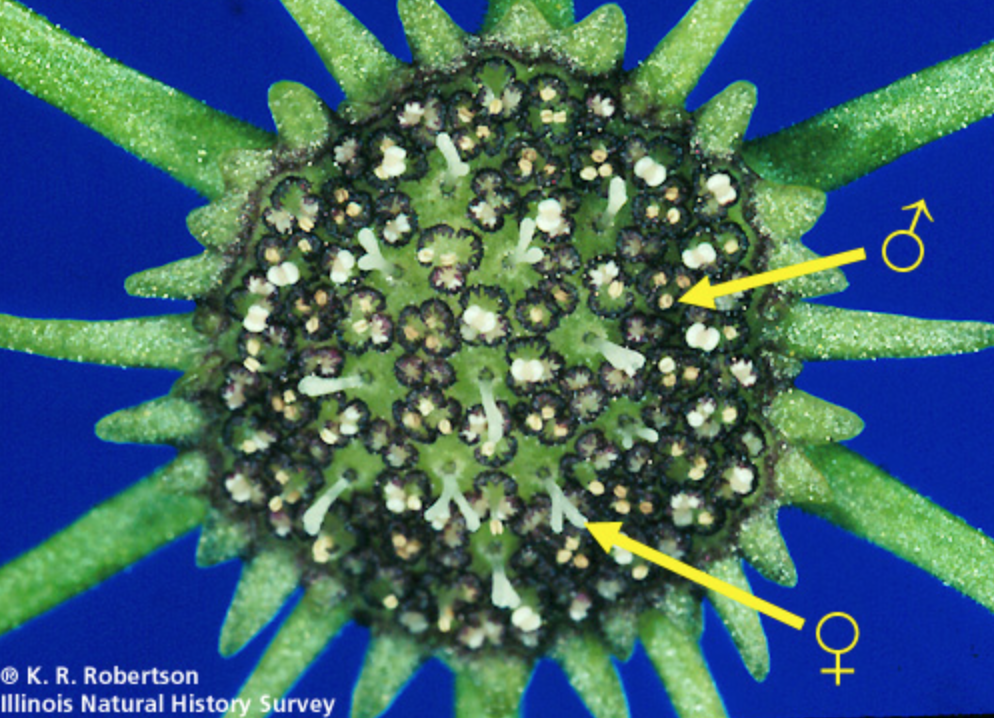 ♂
♀
® K. R. Robertson
Illinois Natural History Survey